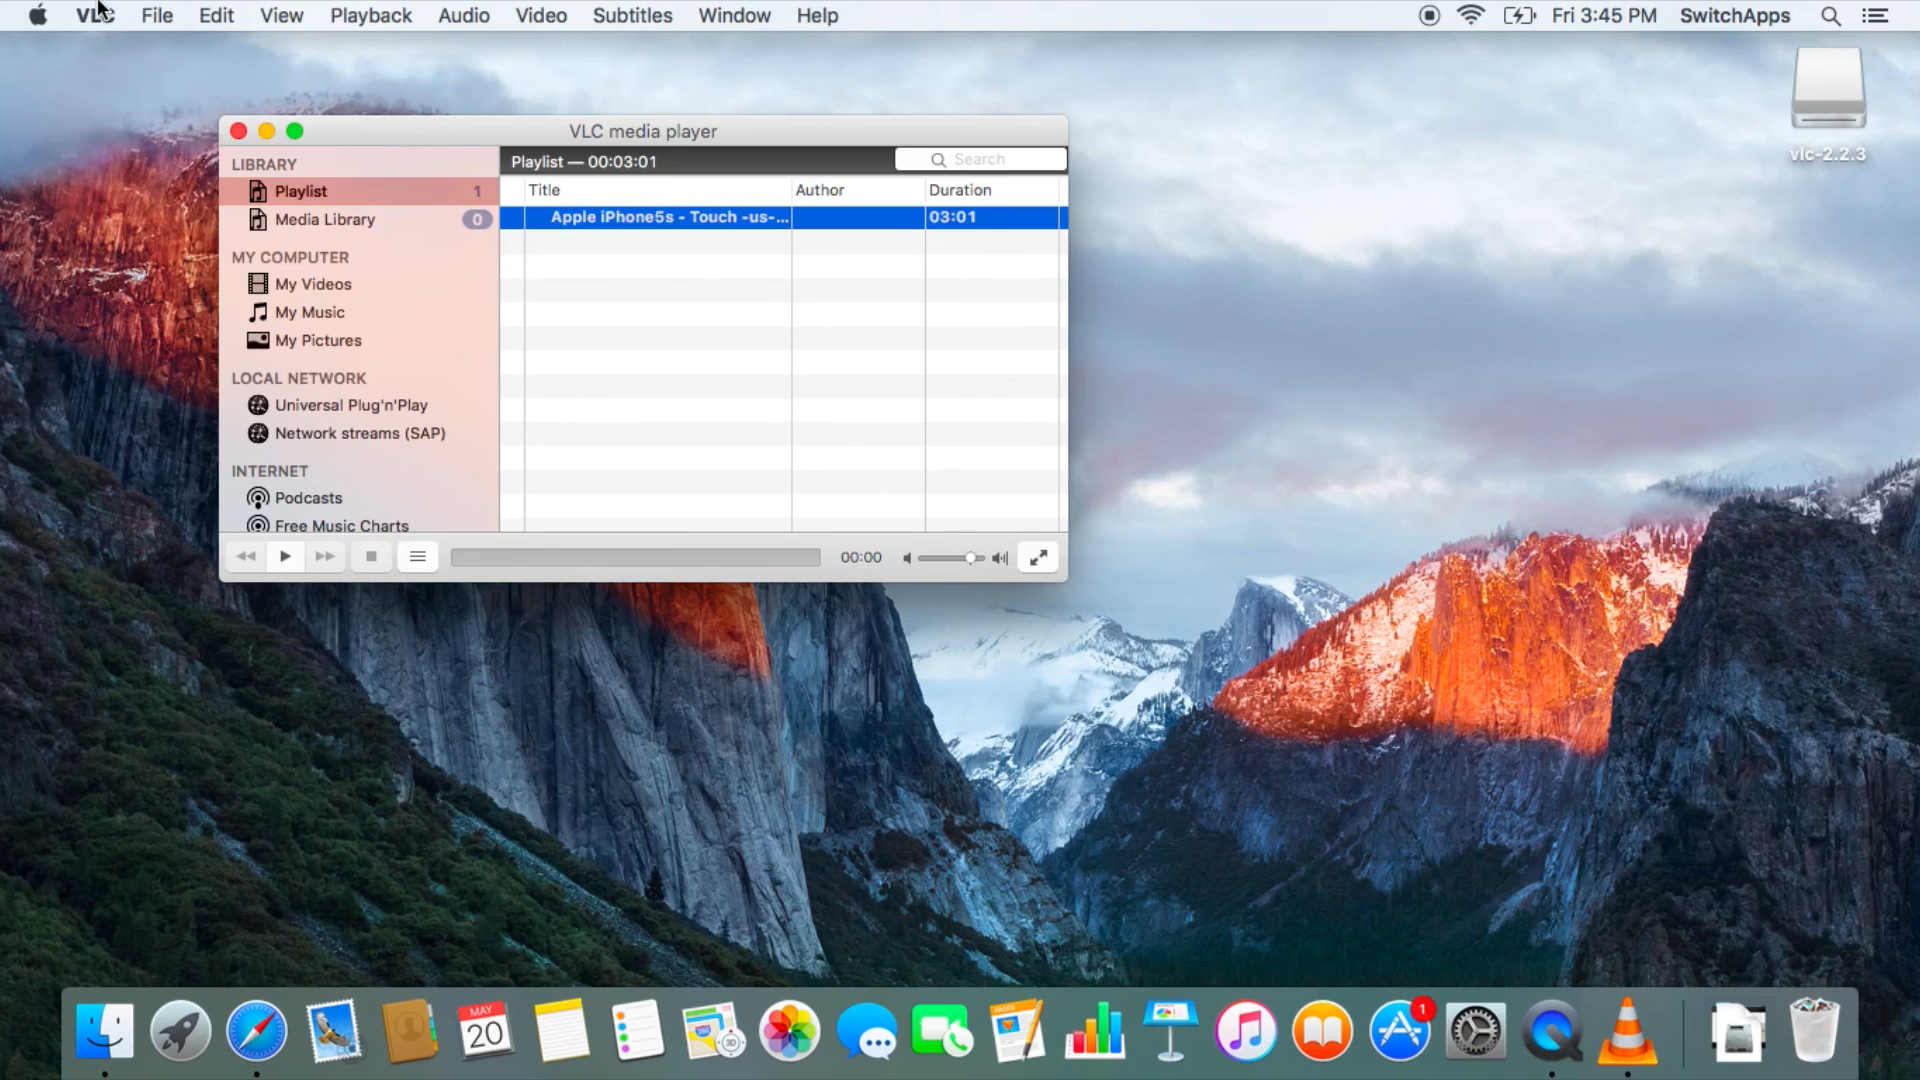 VLC File Edit View Playback Audio Video Subtitles Window Help Fri 3:45 PM SwitchApps
vlc-2.2.3
VLC media player
LIBRARY
Playlist 1
Media Library 0
MY COMPUTER
My Videos
My Music
My Pictures
LOCAL NETWORK
Universal Plug'n'Play
Network streams (SAP)
INTERNET
Podcasts
Free Music Charts
Playlist — 00:03:01 Search
Title Author Duration
Apple iPhone5s - Touch -us-... 03:01
00:00
MAY
20
3D
PAGES
1